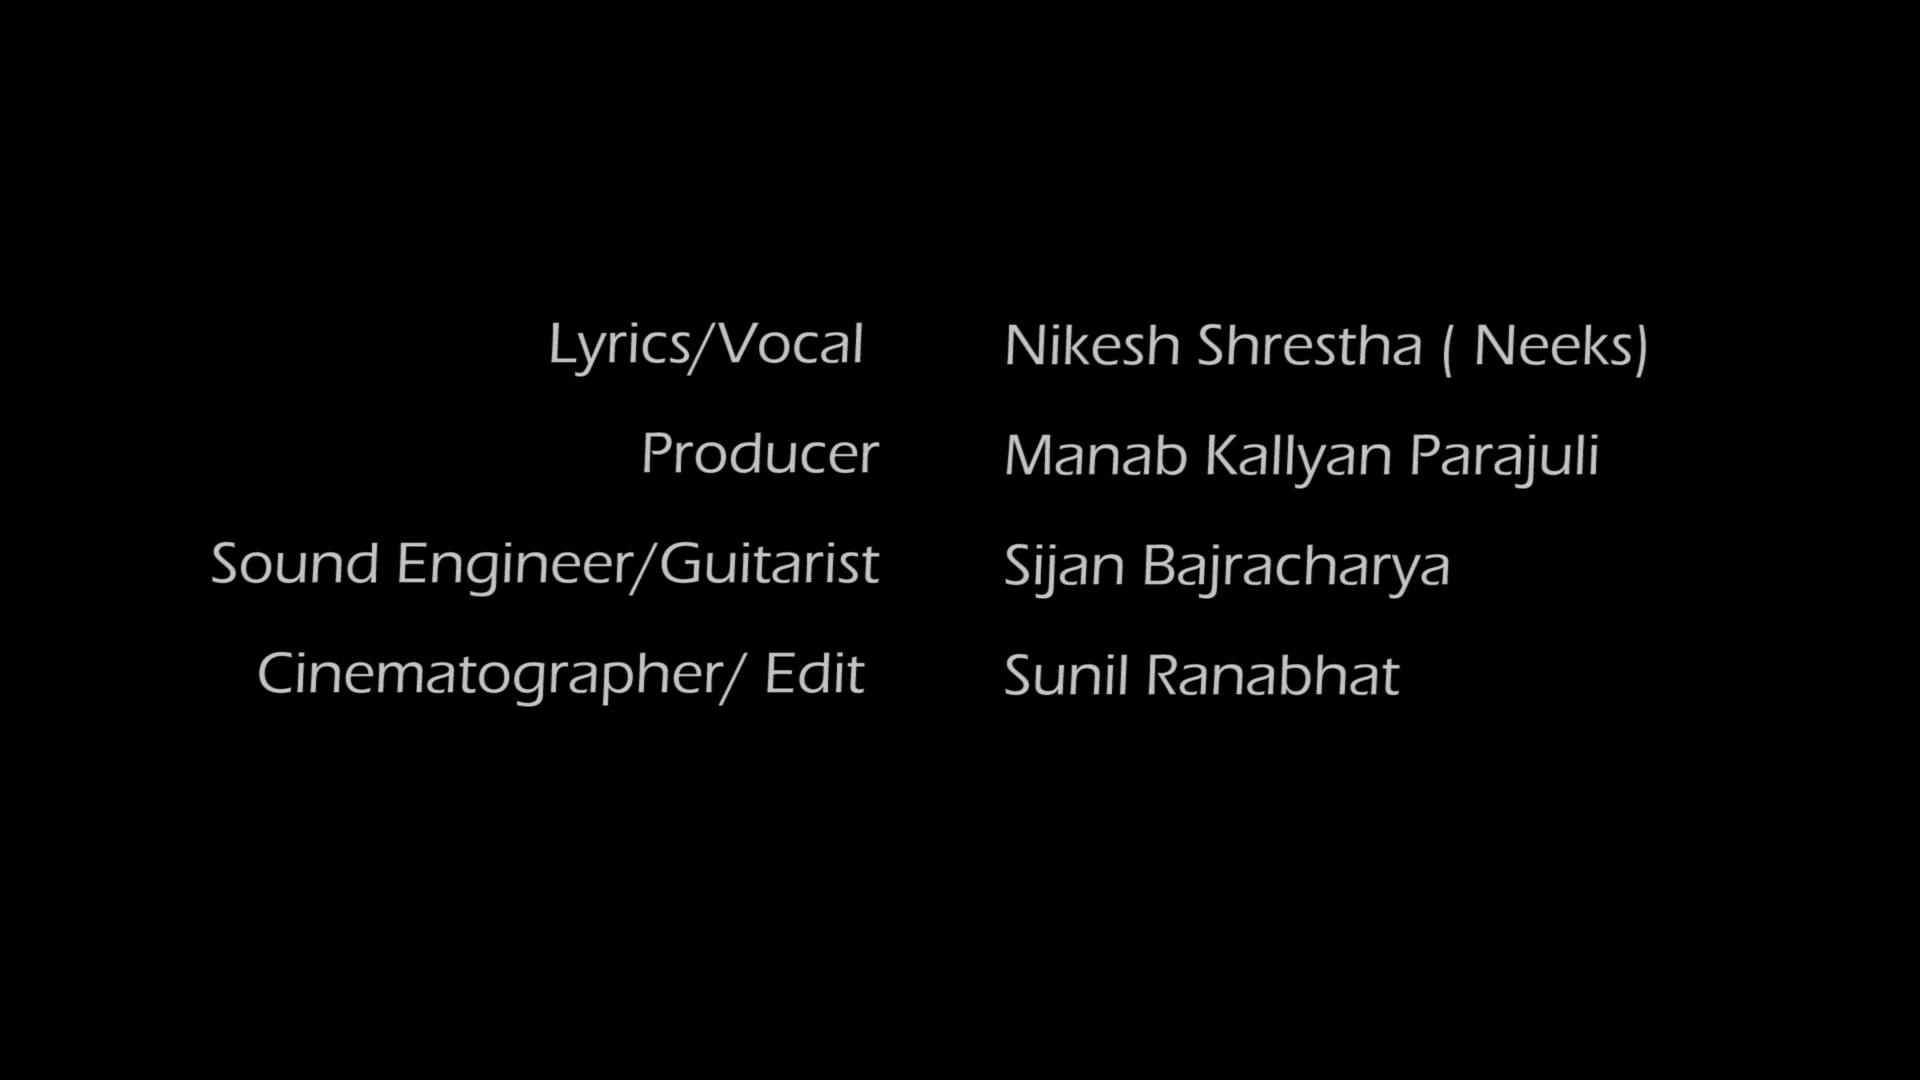 Lyrics/Vocal Nikesh Shrestha ( Neeks)
Producer Manab Kallyan Parajuli
Sound Engineer/Guitarist Sijan Bajracharya
Cinematographer/ Edit Sunil Ranabhat